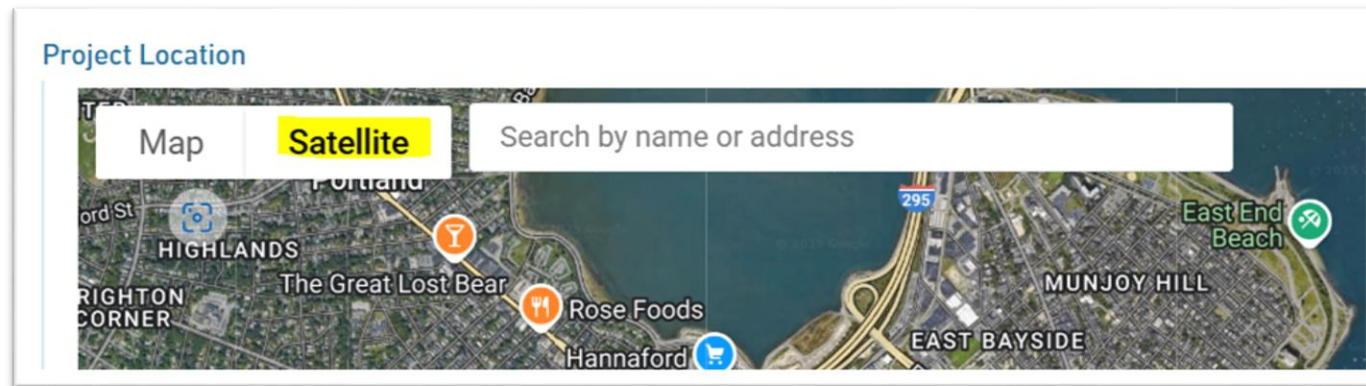 Project Location
Map
Satellite
Search by name or address
Portland
295
ord St
HIGHLANDS
East End
Beach
The Great Lost Bear
MUNJOY HILL
RIGHTON
CORNER
Rose Foods
EAST BAYSIDE
Hannaford